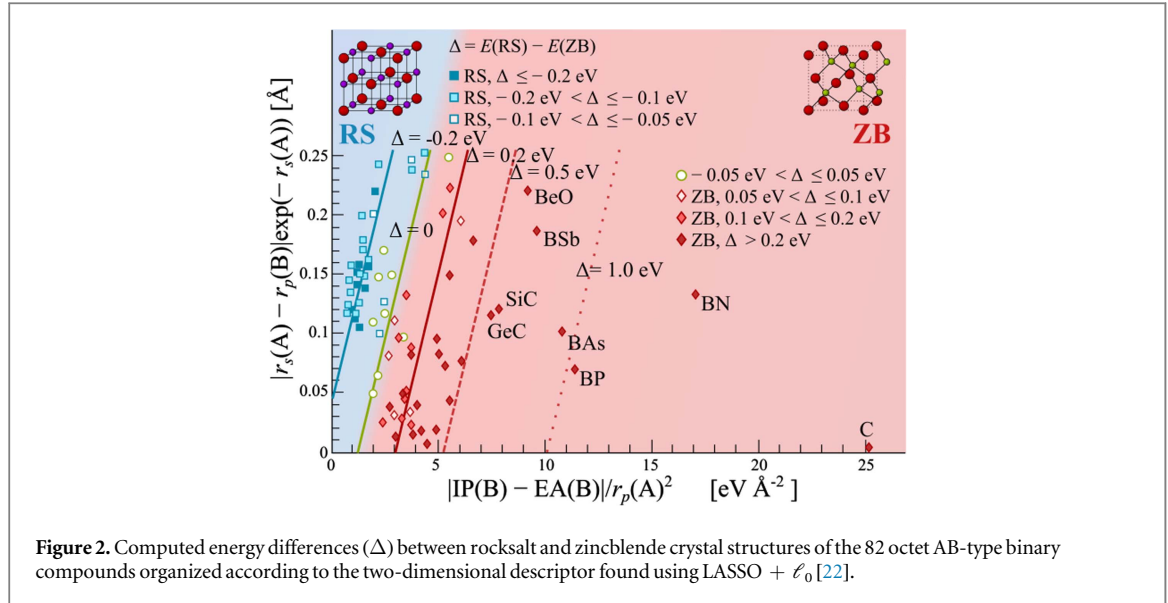 Δ = E(RS) − E(ZB)
RS, Δ ≤ − 0.2 eV
RS, − 0.2 eV < Δ ≤ − 0.1 eV
RS, − 0.1 eV < Δ ≤ − 0.05 eV
RS
ZB
Δ = -0.2 eV
Δ = 0.2 eV
Δ = 0.5 eV
− 0.05 eV < Δ ≤ 0.05 eV
ZB, 0.05 eV < Δ ≤ 0.1 eV
ZB, 0.1 eV < Δ ≤ 0.2 eV
ZB, Δ > 0.2 eV
Δ = 0
Δ = 1.0 eV
BeO
BSb
SiC
GeC
BN
BAs
BP
C
|rs(A) − rp(B)|exp(− rs(A)) [Å]
0.25
0.2
0.15
0.1
0.05
0
0 5 10 15 20 25
|IP(B) − EA(B)|/rp(A)² [eV Å⁻²]
Figure 2. Computed energy differences (Δ) between rocksalt and zincblende crystal structures of the 82 octet AB-type binary
compounds organized according to the two-dimensional descriptor found using LASSO + ℓ₀ [22].